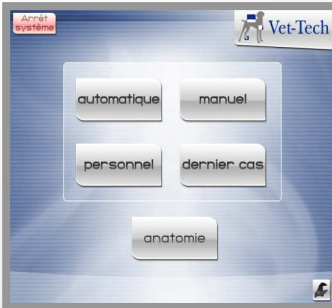 Arrêt
système
Vet-Tech
automatique
manuel
personnel
dernier cas
anatomie